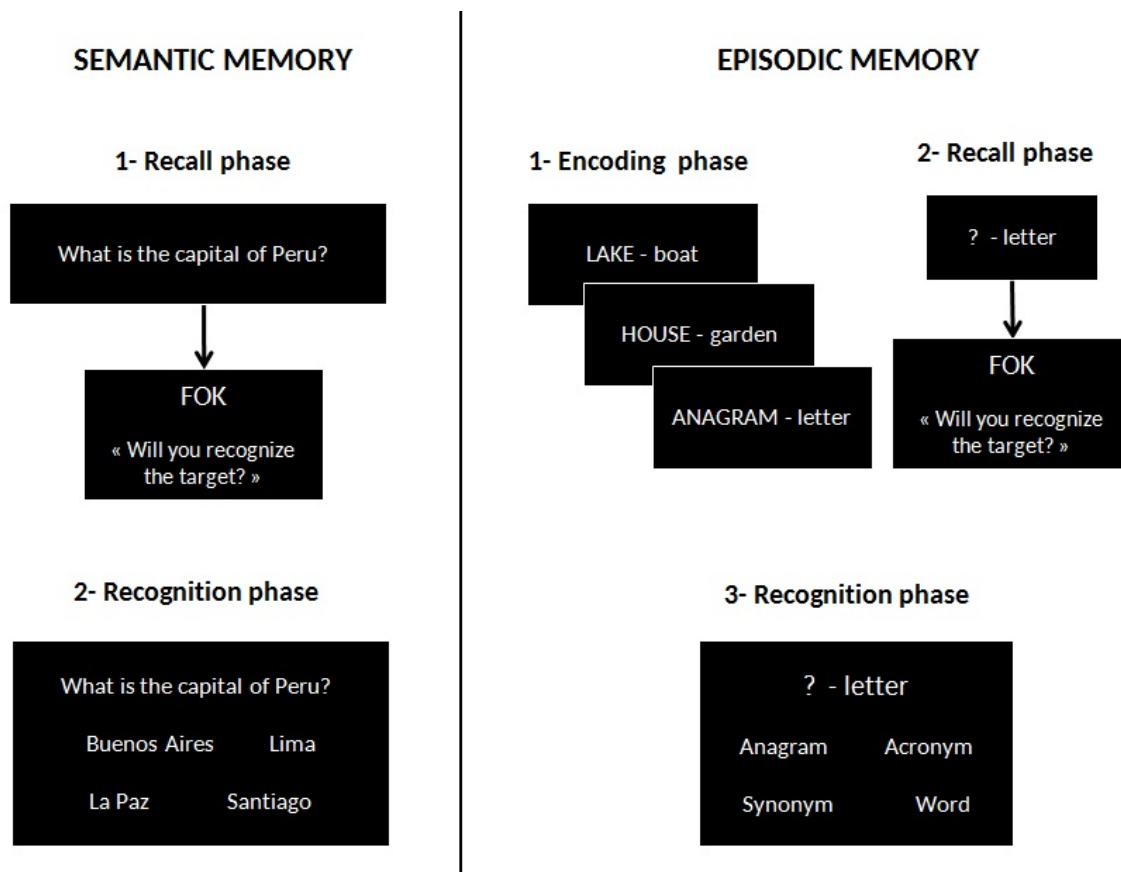 SEMANTIC MEMORY
1- Recall phase
What is the capital of Peru?
FOK
« Will you recognize
the target? »
2- Recognition phase
What is the capital of Peru?
Buenos Aires Lima
La Paz Santiago
EPISODIC MEMORY
1- Encoding phase
LAKE - boat
HOUSE - garden
ANAGRAM - letter
2- Recall phase
? - letter
FOK
« Will you recognize
the target? »
3- Recognition phase
? - letter
Anagram Acronym
Synonym Word